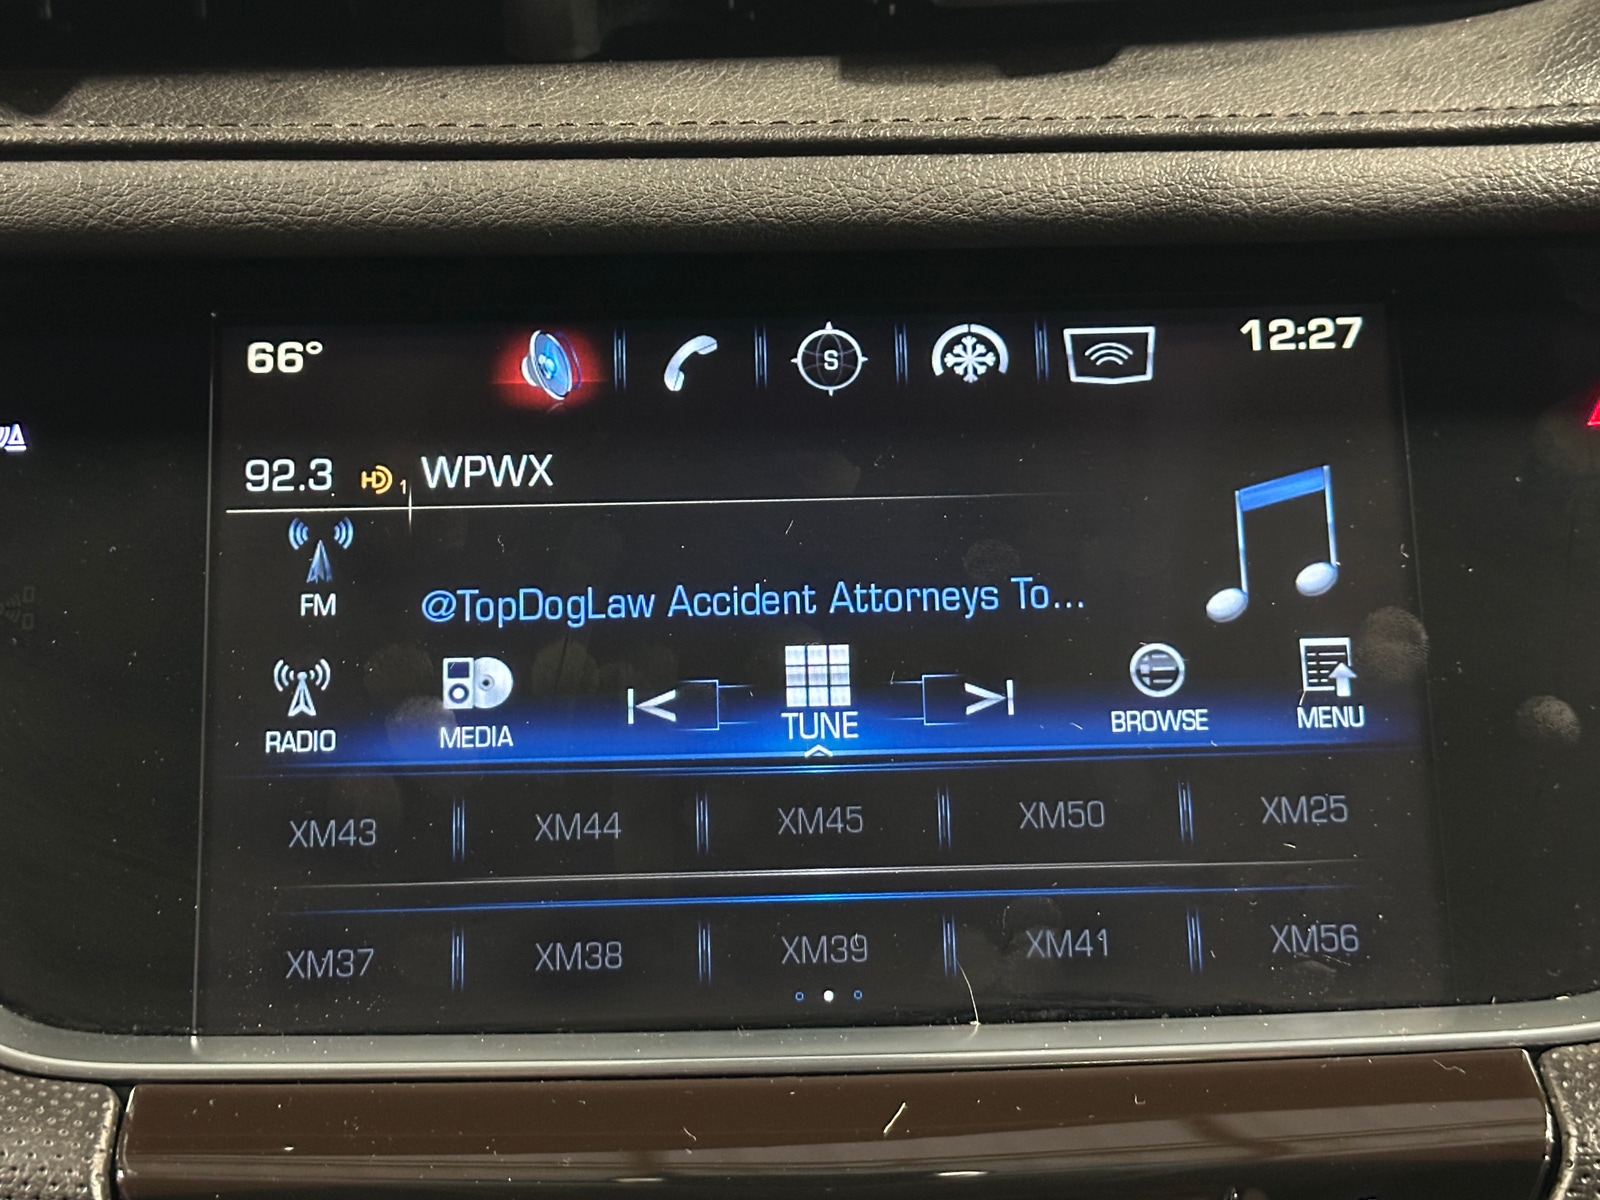 66° 12:27
S
92.3 HD 1 WPWX
FM
@TopDogLaw Accident Attorneys To...
RADIO MEDIA TUNE BROWSE MENU
XM43 XM44 XM45 XM50 XM25
XM37 XM38 XM39 XM41 XM56